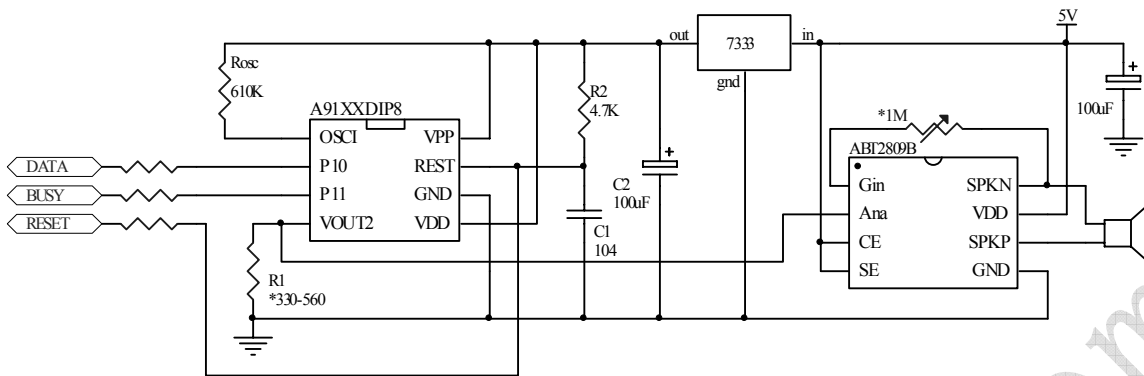 out
7333
in
5V
gnd
Rosc
610K
R2
4.7K
100uF
A91XXDIP8
*1M
ABT2809B
OSCI
VPP
DATA
P10
REST
BUSY
P11
GND
RESET
VOUT2
VDD
C2
100uF
C1
104
R1
*330-560
Gin
SPKN
Ana
VDD
CE
SPKP
SE
GND